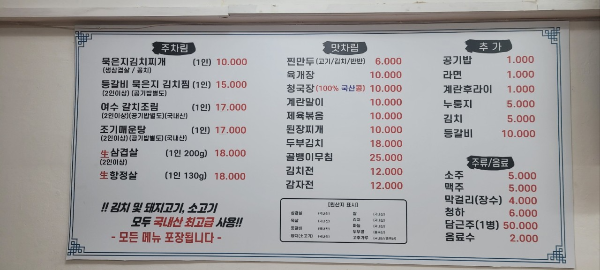 주차림
묵은지김치찌개 (1인) 10.000
(생삼겹살 / 꽁치)
등갈비 묵은지 김치찜 (1인) 15.000
(2인이상) (공기밥별도)
여수 갈치조림 (1인) 17.000
(2인이상)(공기밥별도)(국내산)
조기매운탕 (1인) 17.000
(2인이상)(공기밥별도)(국내산)
生삼겹살 (1인 200g) 18.000
(2인이상)
生항정살 (1인 130g) 18.000
!! 김치 및 돼지고기, 소고기
모두 국내산 최고급 사용!!
- 모든 메뉴 포장됩니다 -
맛차림
찐만두(고기/김치/반반) 6.000
육개장 10.000
청국장(100% 국산콩) 10.000
계란말이 10.000
제육볶음 10.000
된장찌개 10.000
두부김치 18.000
골뱅이무침 25.000
김치전 12.000
감자전 12.000
(원산지 표시)
추 가
공기밥 1.000
라면 1.000
계란후라이 1.000
누룽지 5.000
김치 5.000
등갈비 10.000
주류/음료
소주 5.000
맥주 5.000
막걸리(장수) 4.000
청하 6.000
담근주(1병) 50.000
음료수 2.000